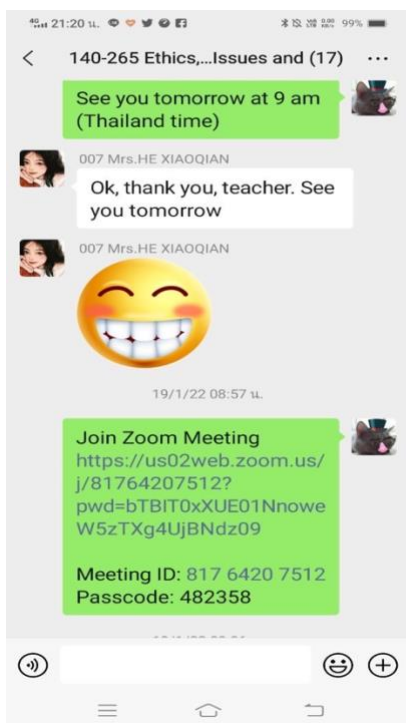 4G 21:20 น. 99%
140-265 Ethics,...Issues and (17)
See you tomorrow at 9 am
(Thailand time)
007 Mrs.HE XIAOQIAN
Ok, thank you, teacher. See
you tomorrow
007 Mrs.HE XIAOQIAN
19/1/22 08:57 น.
Join Zoom Meeting
https://us02web.zoom.us/
j/81764207512?
pwd=bTBIT0xXUE01Nnowe
W5zTXg4UjBNdz09
Meeting ID: 817 6420 7512
Passcode: 482358